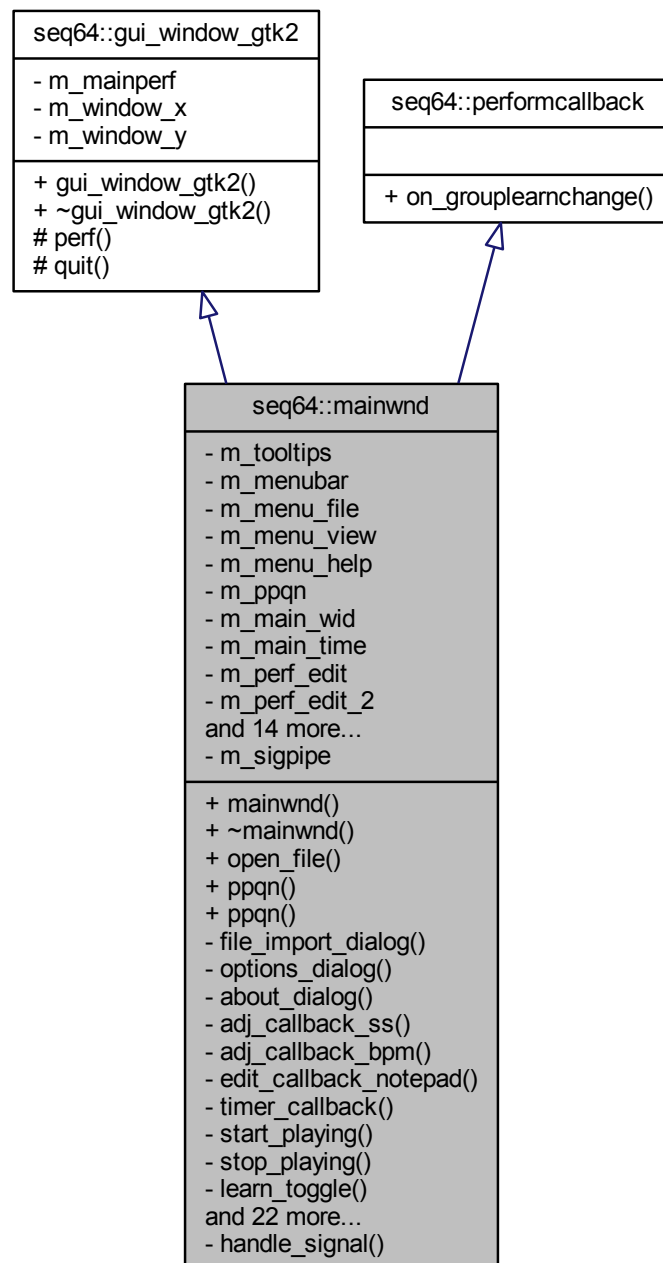 seq64::gui_window_gtk2
- m_mainperf
- m_window_x
- m_window_y
+ gui_window_gtk2()
+ ~gui_window_gtk2()
# perf()
# quit()
seq64::performcallback
+ on_grouplearnchange()
seq64::mainwnd
- m_tooltips
- m_menubar
- m_menu_file
- m_menu_view
- m_menu_help
- m_ppqn
- m_main_wid
- m_main_time
- m_perf_edit
- m_perf_edit_2
and 14 more...
- m_sigpipe
+ mainwnd()
+ ~mainwnd()
+ open_file()
+ ppqn()
+ ppqn()
- file_import_dialog()
- options_dialog()
- about_dialog()
- adj_callback_ss()
- adj_callback_bpm()
- edit_callback_notepad()
- timer_callback()
- start_playing()
- stop_playing()
- learn_toggle()
and 22 more...
- handle_signal()